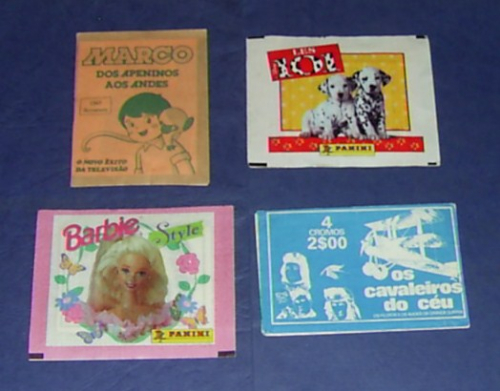 MARCO
DOS APENINOS
AOS ANDES
O NOVO ÊXITO
DA TELEVISÃO
LES
101
PANINI
Barbie
Style
PANINI
4
CROMOS
2$00
os
cavaleiros
do céu